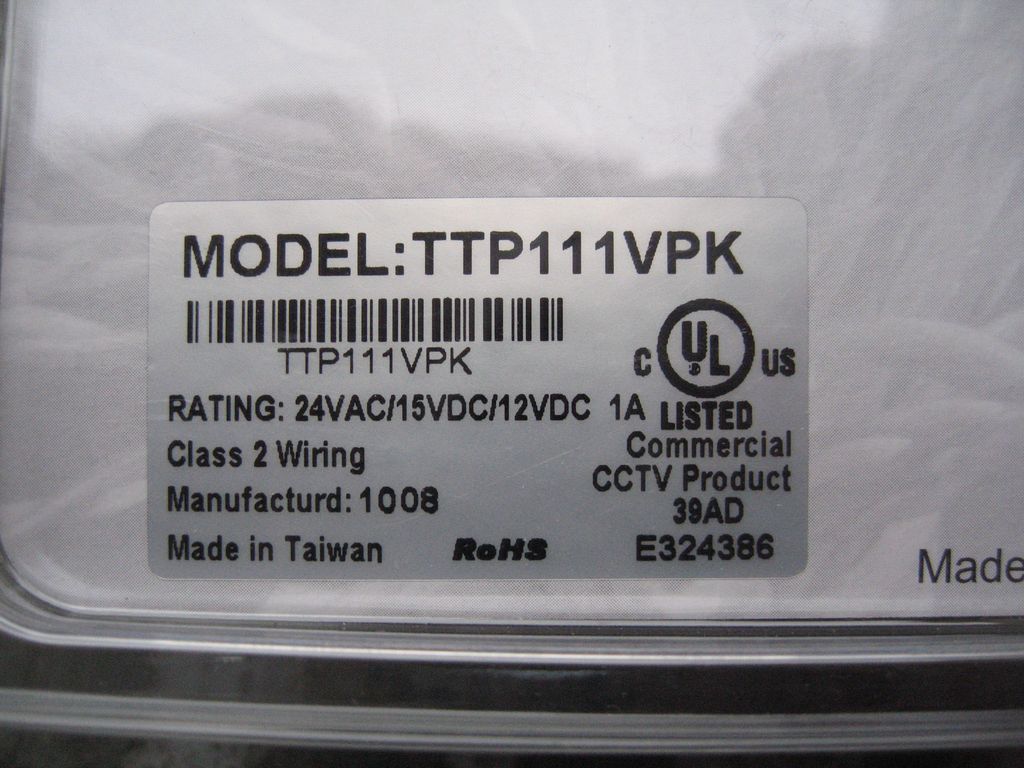 MODEL:TTP111VPK
TTP111VPK
C UL US
LISTED
RATING: 24VAC/15VDC/12VDC 1A
Commercial
Class 2 Wiring
CCTV Product
Manufacturd: 1008
39AD
Made in Taiwan RoHS E324386
Made